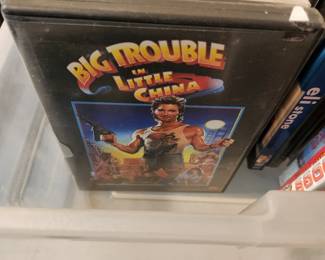 BIG TROUBLE
IN
LITTLE
CHINA
eli stone